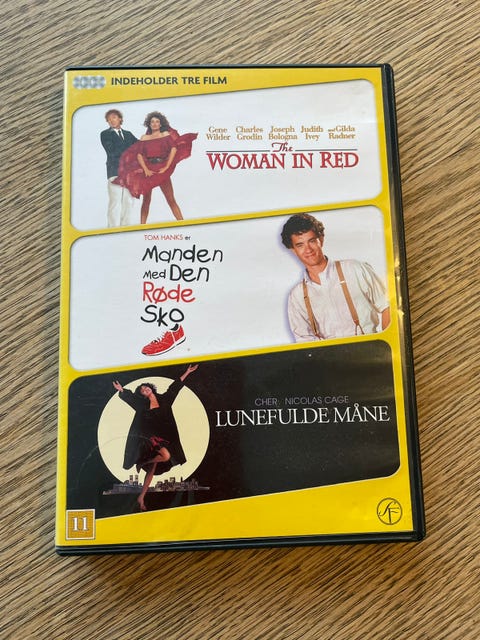 INDEHOLDER TRE FILM
Gene Charles Joseph Judith and Gilda
Wilder Grodin Bologna Ivey Radner
The
WOMAN IN RED
TOM HANKS er
Manden
Med Den
Røde
Sko
CHER NICOLAS CAGE
LUNEFULDE MÅNE
11
SF